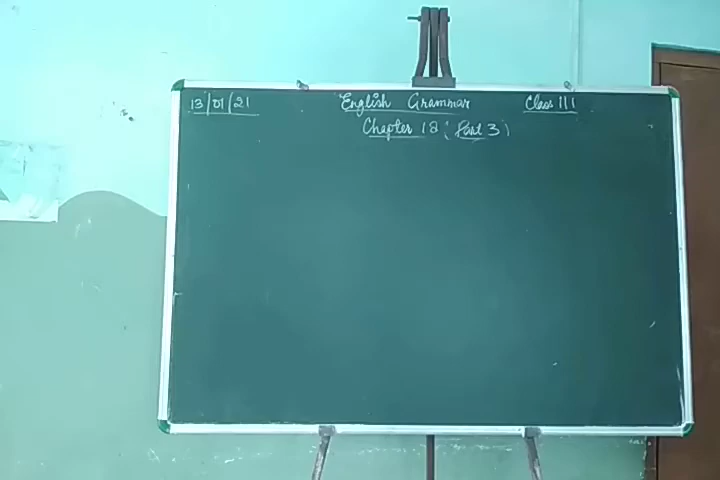 13/01/21 English Grammar Class III
Chapter 18 (Part 3)